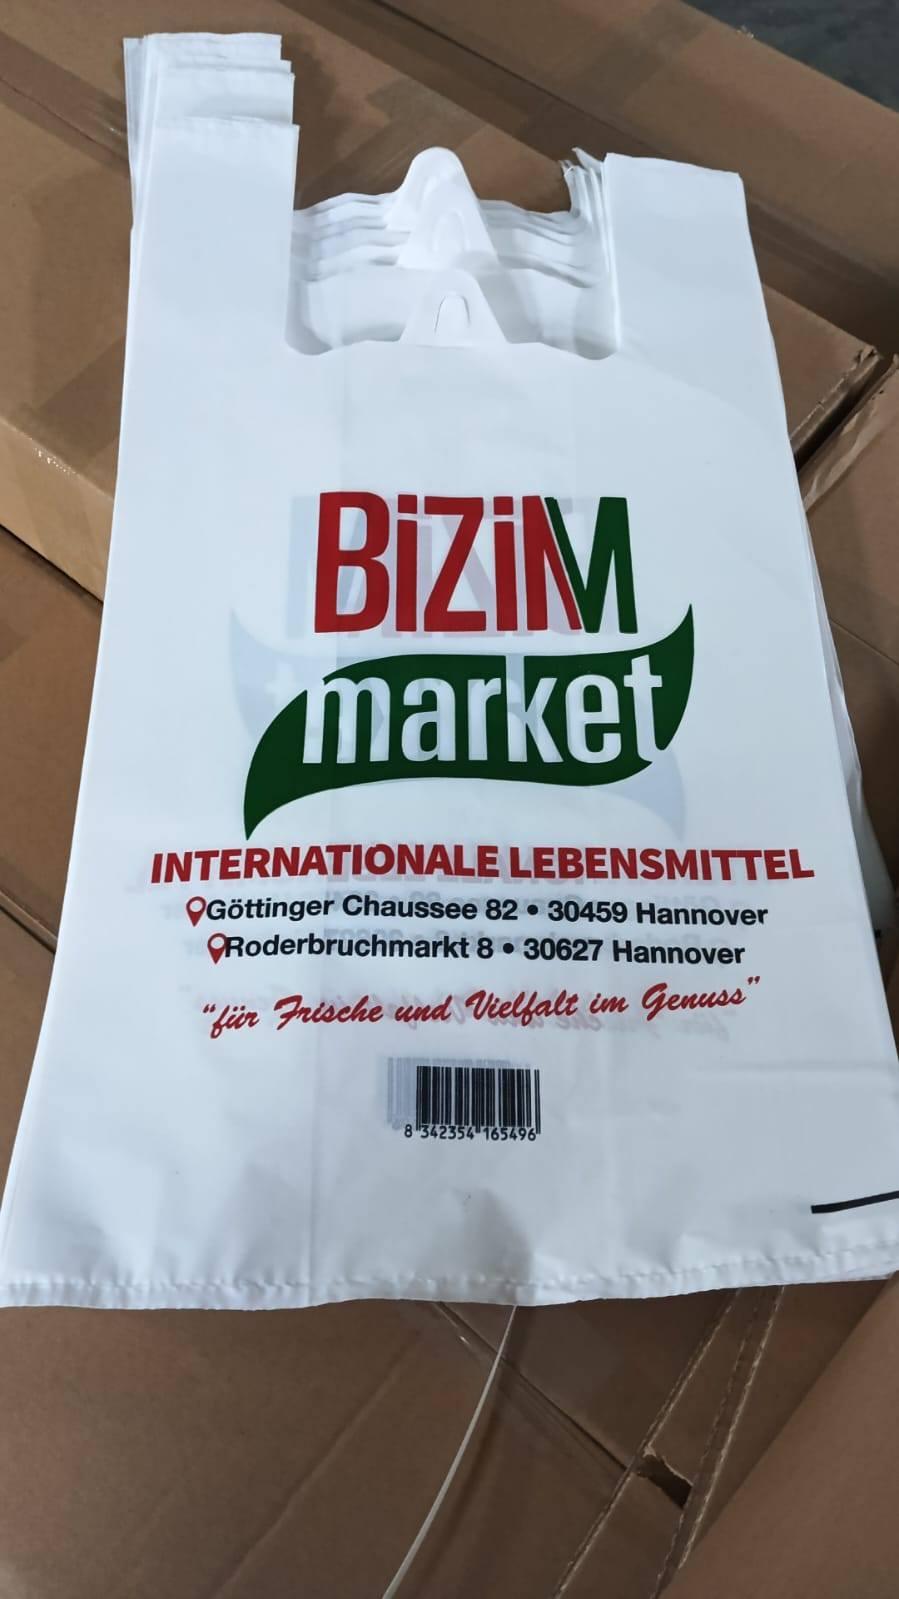 BiZiM
market
INTERNATIONALE LEBENSMITTEL
Göttinger Chaussee 82 • 30459 Hannover
Roderbruchmarkt 8 • 30627 Hannover
"für Frische und Vielfalt im Genuss"
8 342354 165496